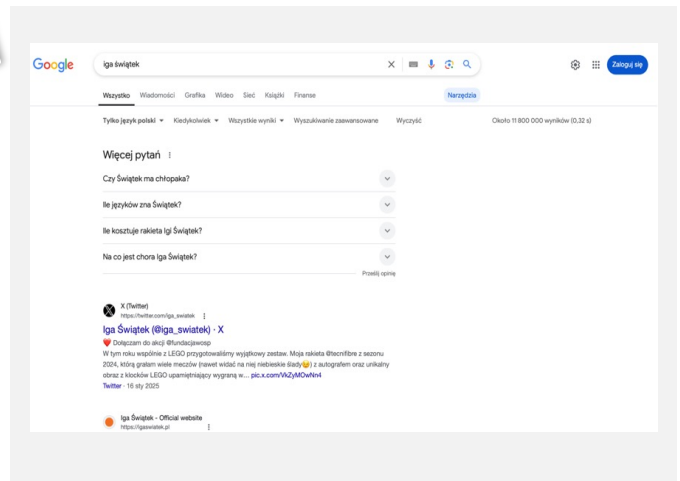 Google
iga świątek
Zaloguj się
Wszystko Wiadomości Grafika Wideo Sieć Książki Finanse Narzędzia
Tylko język polski Kiedykolwiek Wszystkie wyniki Wyszukiwanie zaawansowane Wyczyść Około 11 800 000 wyników (0,32 s)
Więcej pytań
Czy Świątek ma chłopaka?
Ile języków zna Świątek?
Ile kosztuje rakieta Igi Świątek?
Na co jest chora Iga Świątek?
Prześlij opinię
X (Twitter)
https://twitter.com/iga_swiatek
Iga Świątek (@iga_swiatek) · X
❤️ Dołączam do akcji @fundacjawosp
W tym roku wspólnie z LEGO przygotowaliśmy wyjątkowy zestaw. Moja rakieta @tecnifibre z sezonu
2024, którą grałam wiele meczów (nawet widać na niej niebieskie ślady😅) z autografem oraz unikalny
obraz z klocków LEGO upamiętniający wygraną w... pic.x.com/VkZyMOwNn4
Twitter · 16 sty 2025
Iga Świątek - Official website
https://igaswiatek.pl